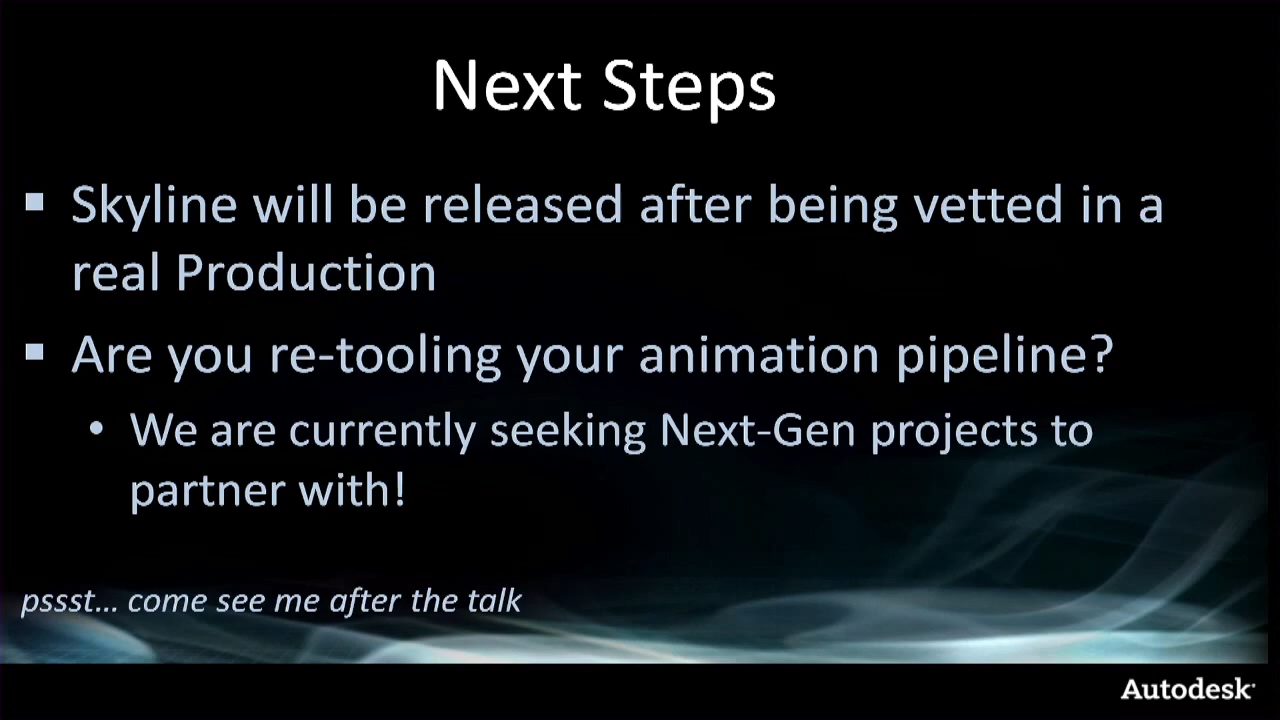 Next Steps
▪ Skyline will be released after being vetted in a
real Production
▪ Are you re-tooling your animation pipeline?
• We are currently seeking Next-Gen projects to
partner with!
pssst... come see me after the talk
Autodesk